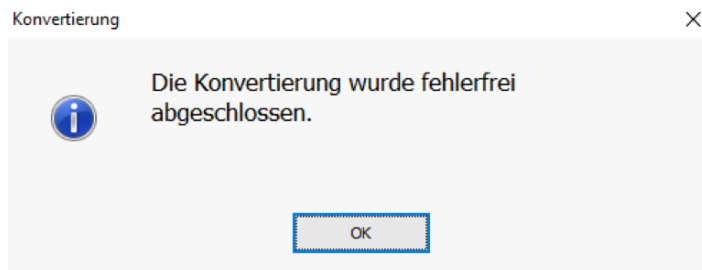 Konvertierung
Die Konvertierung wurde fehlerfrei
abgeschlossen.
OK